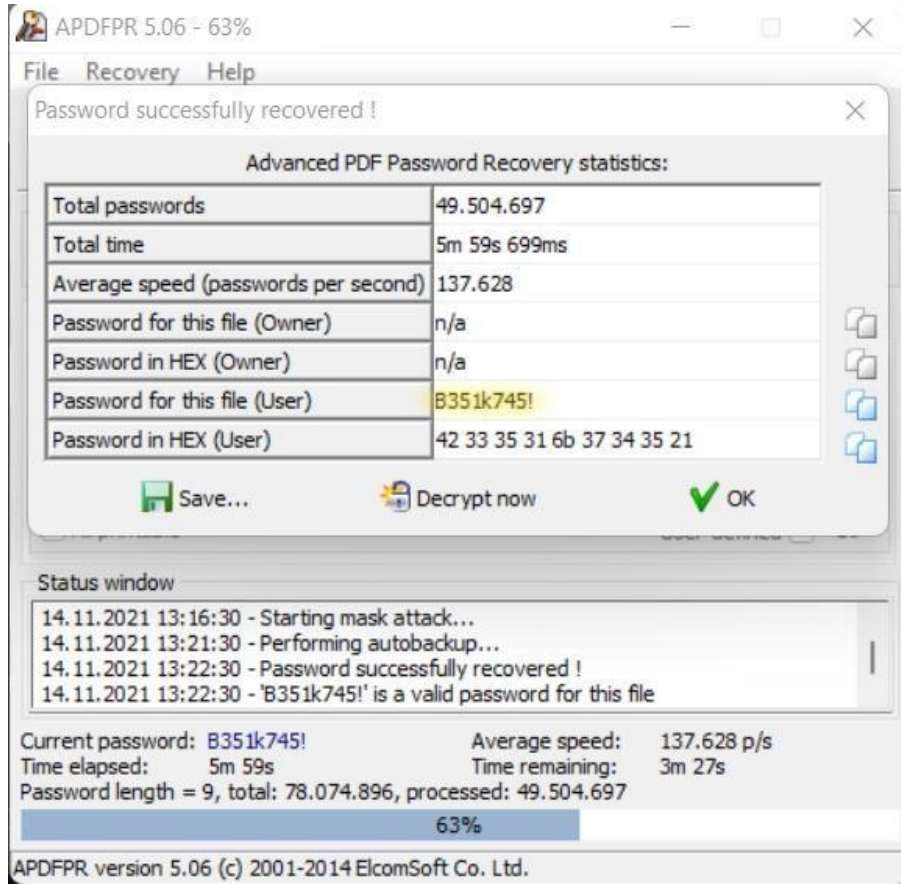 APDFPR 5.06 - 63%
File Recovery Help
Password successfully recovered !
Advanced PDF Password Recovery statistics:
Total passwords 49.504.697
Total time 5m 59s 699ms
Average speed (passwords per second) 137.628
Password for this file (Owner) n/a
Password in HEX (Owner) n/a
Password for this file (User) B351k745!
Password in HEX (User) 42 33 35 31 6b 37 34 35 21
Save... Decrypt now OK
Status window
14.11.2021 13:16:30 - Starting mask attack...
14.11.2021 13:21:30 - Performing autobackup...
14.11.2021 13:22:30 - Password successfully recovered !
14.11.2021 13:22:30 - 'B351k745!' is a valid password for this file
Current password: B351k745! Average speed: 137.628 p/s
Time elapsed: 5m 59s Time remaining: 3m 27s
Password length = 9, total: 78.074.896, processed: 49.504.697
63%
APDFPR version 5.06 (c) 2001-2014 ElcomSoft Co. Ltd.